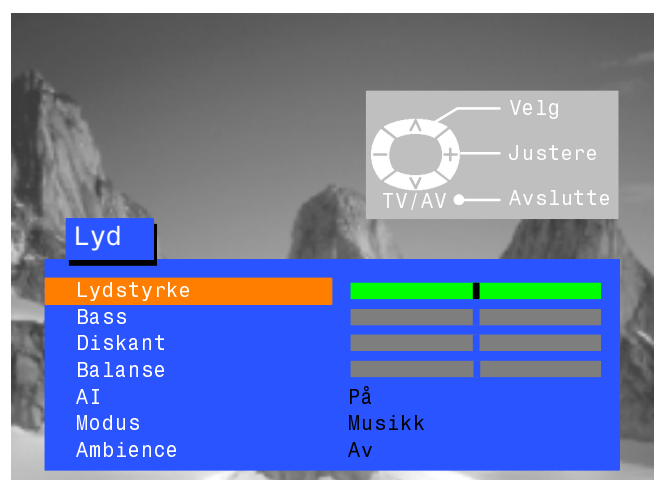 Velg
Justere
TV/AV Avslutte
Lyd
Lydstyrke
Bass
Diskant
Balanse
AI På
Modus Musikk
Ambience Av